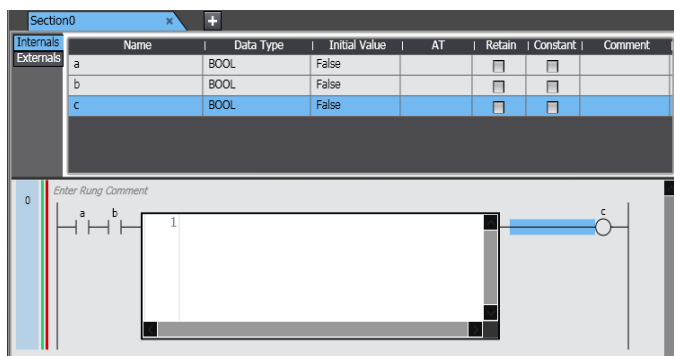 Section0 x +
Internals Name Data Type Initial Value AT Retain Constant Comment
Externals
a BOOL False
b BOOL False
c BOOL False
0 Enter Rung Comment
a b c
1